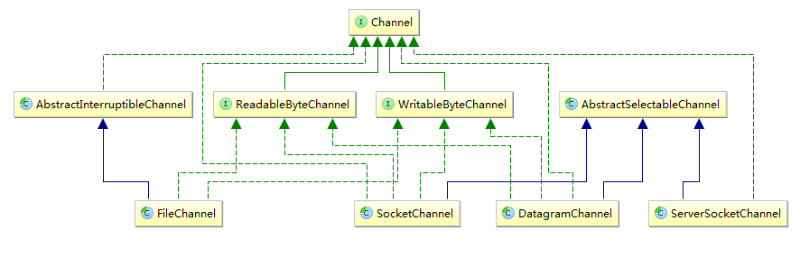 Channel
AbstractInterruptibleChannel
ReadableByteChannel
WritableByteChannel
AbstractSelectableChannel
FileChannel
SocketChannel
DatagramChannel
ServerSocketChannel